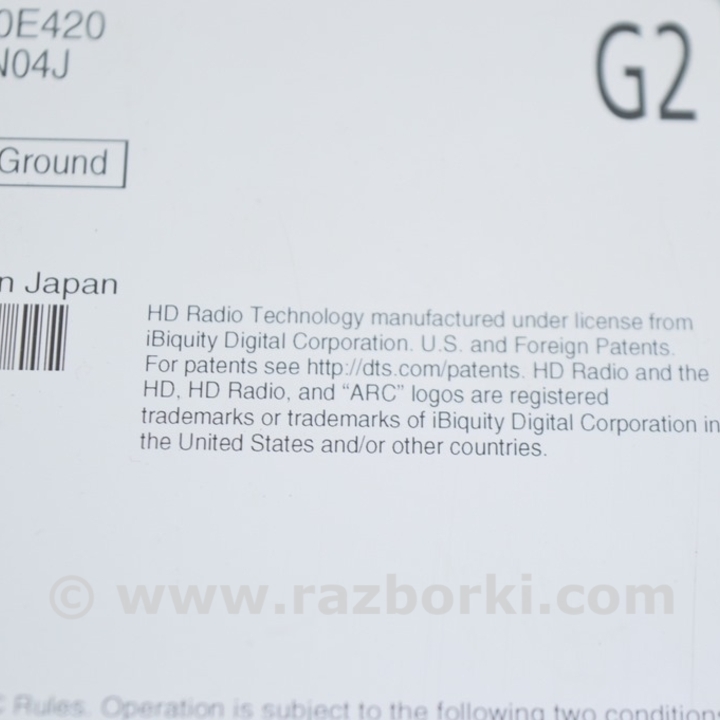 0E420
N04J
G2
Ground
n Japan
HD Radio Technology manufactured under license from
iBiquity Digital Corporation. U.S. and Foreign Patents.
For patents see http://dts.com/patents. HD Radio and the
HD, HD Radio, and “ARC” logos are registered
trademarks or trademarks of iBiquity Digital Corporation in
the United States and/or other countries.
© www.razborki.com
C Rules. Operation is subject to the following two conditions